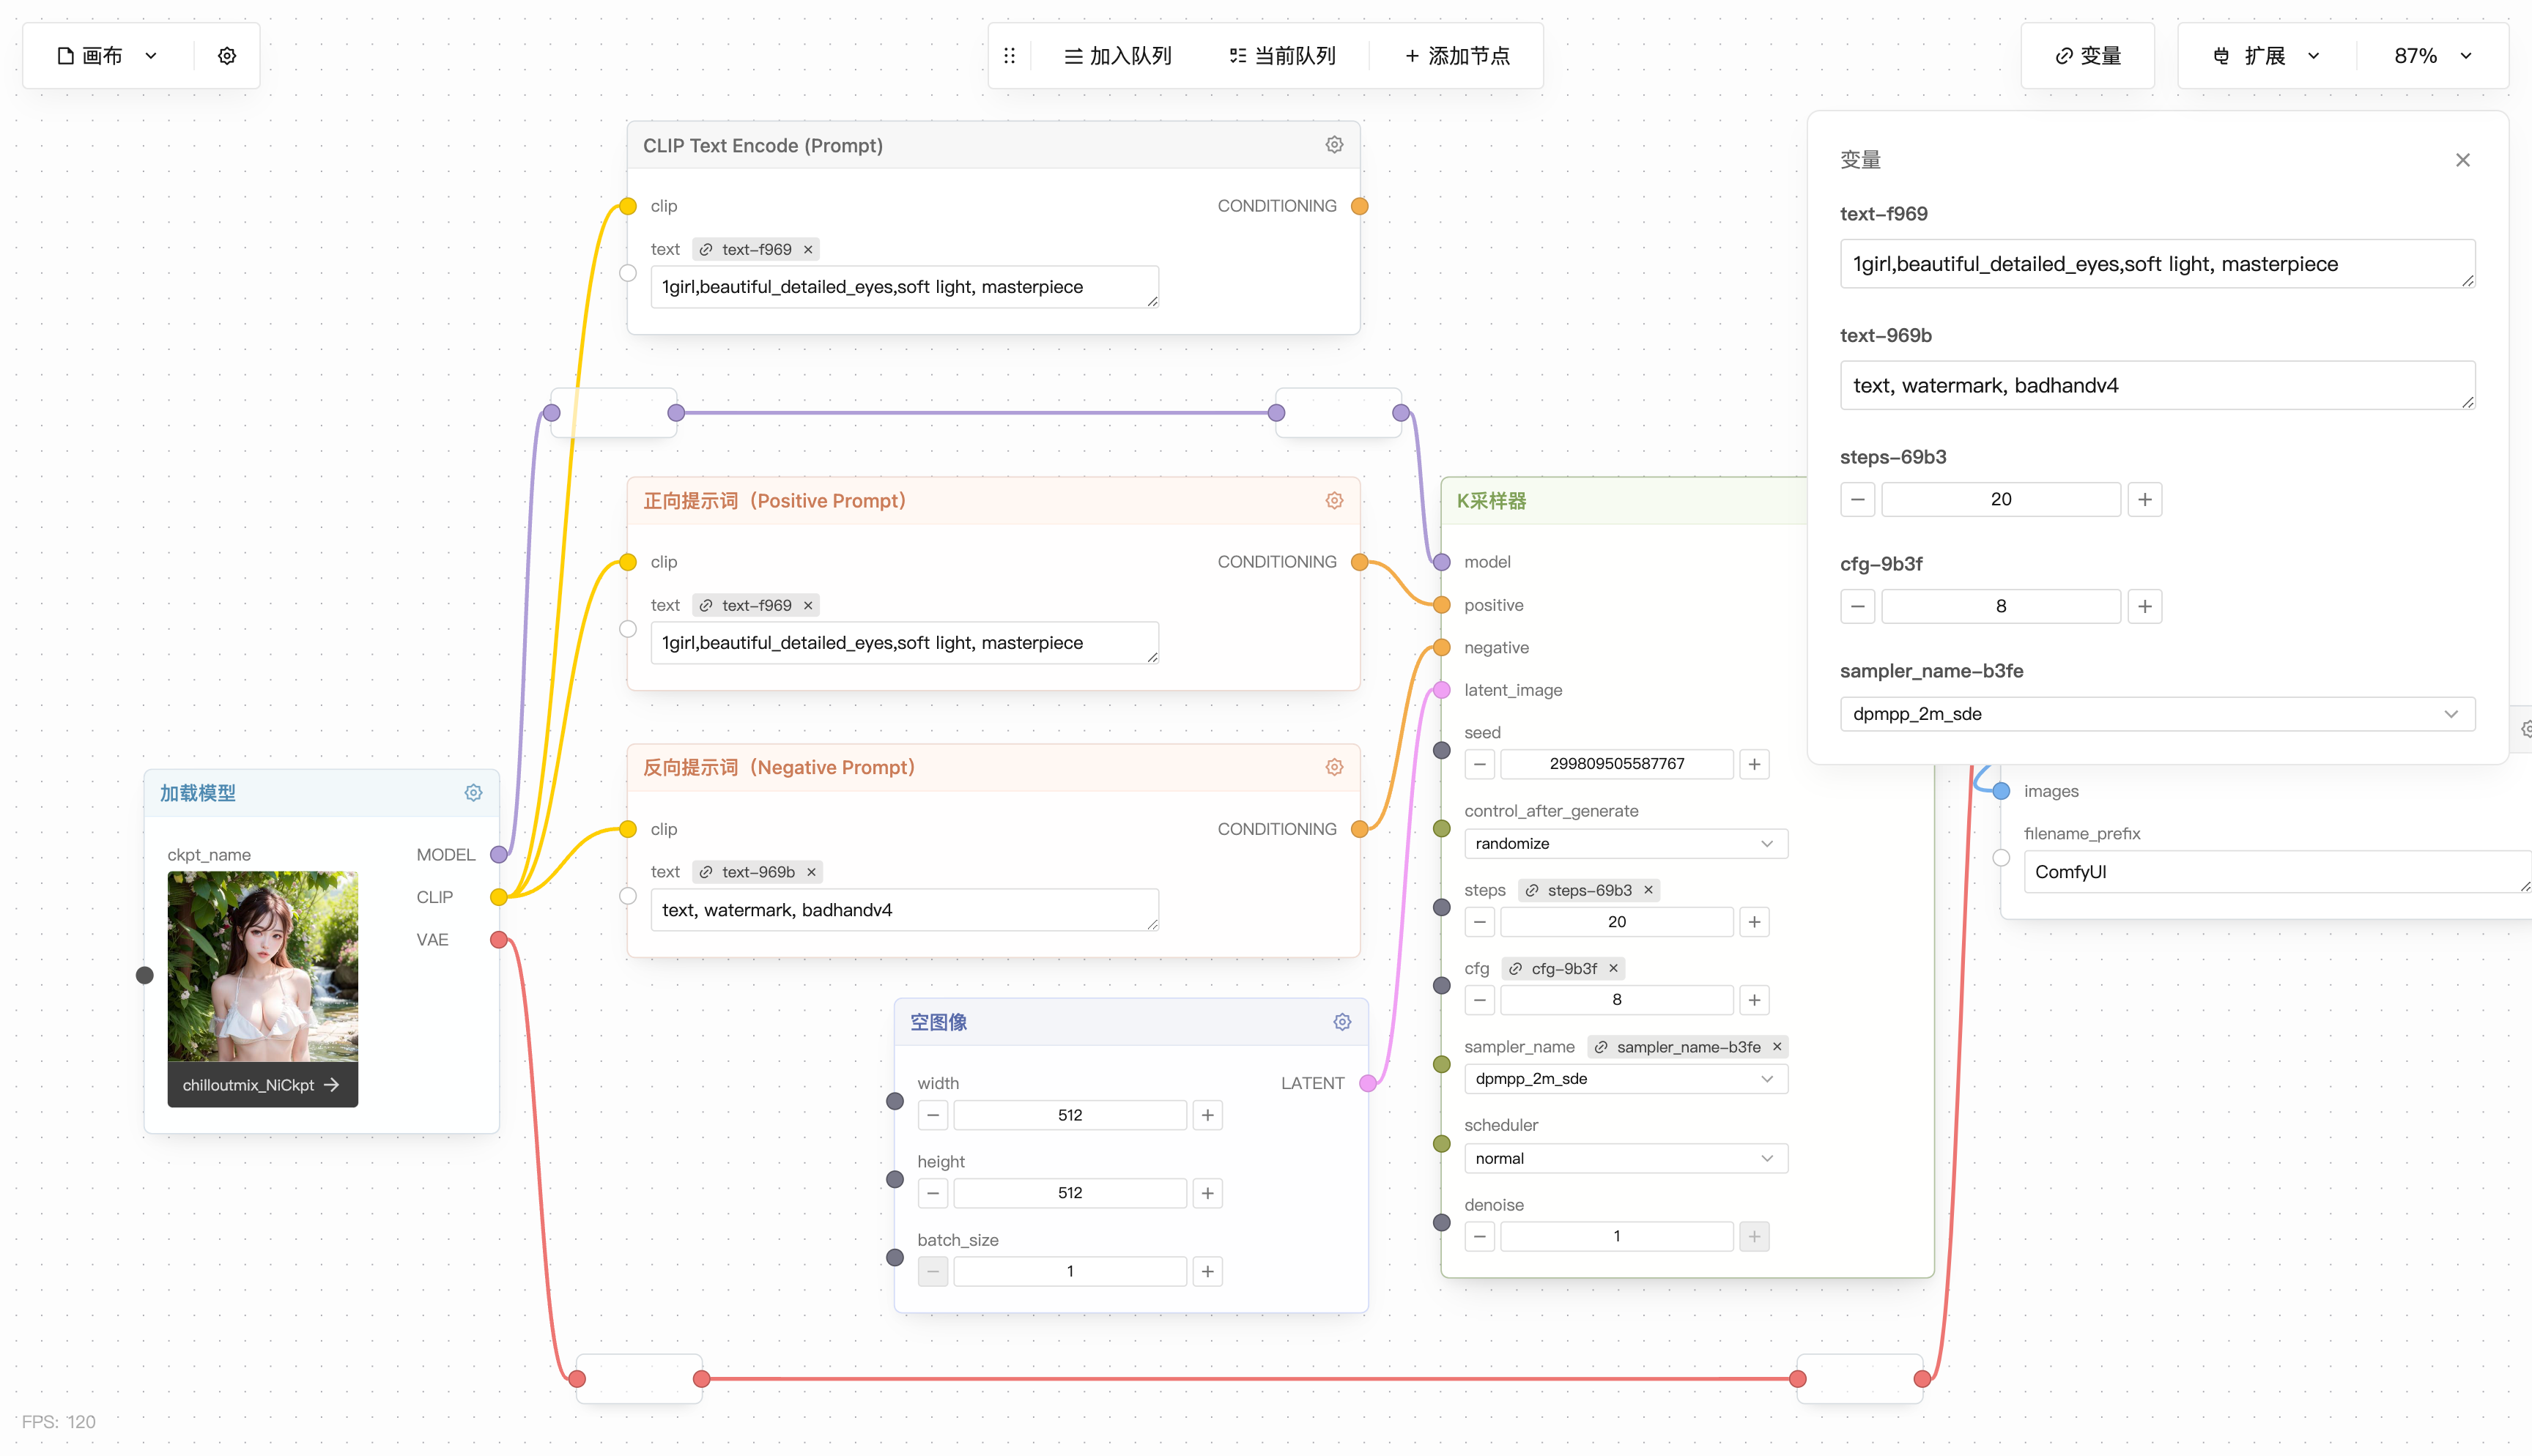 画布
加入队列
当前队列
添加节点
变量
扩展
87%
CLIP Text Encode (Prompt)
clip
CONDITIONING
text
text-f969
1girl,beautiful_detailed_eyes,soft light, masterpiece
正向提示词（Positive Prompt）
clip
CONDITIONING
text
text-f969
1girl,beautiful_detailed_eyes,soft light, masterpiece
反向提示词（Negative Prompt）
clip
CONDITIONING
text
text-969b
text, watermark, badhandv4
加载模型
ckpt_name
MODEL
CLIP
VAE
chilloutmix_NiCkpt
空图像
width
LATENT
512
height
512
batch_size
1
K采样器
model
positive
negative
latent_image
seed
299809505587767
control_after_generate
randomize
steps
steps-69b3
20
cfg
cfg-9b3f
8
sampler_name
sampler_name-b3fe
dpmpp_2m_sde
scheduler
normal
denoise
1
变量
text-f969
1girl,beautiful_detailed_eyes,soft light, masterpiece
text-969b
text, watermark, badhandv4
steps-69b3
20
cfg-9b3f
8
sampler_name-b3fe
dpmpp_2m_sde
images
filename_prefix
ComfyUI
FPS: 120